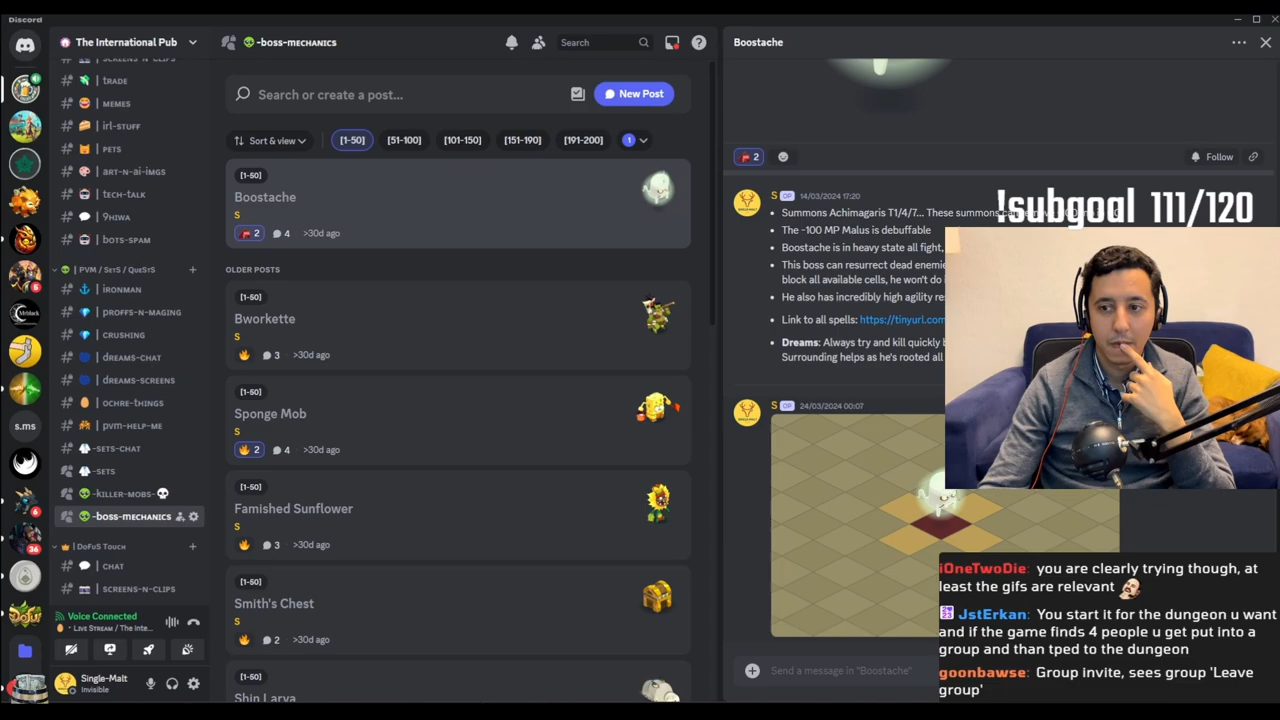 Discord
The International Pub
-BOSS-MECHANICS
Search
Boostache
SCREENS-N-CLIPS
TRADE
MEMES
IRL-STUFF
PETS
ART-N-AI-IMGS
TECH-TALK
9HIWA
BOTS-SPAM
PVM / SETS / QUESTS
IRONMAN
PROFFS-N-MAGING
CRUSHING
DREAMS-CHAT
DREAMS-SCREENS
OCHRE-THINGS
PVM-HELP-ME
-SETS-CHAT
-SETS
-KILLER-MOBS-
-BOSS-MECHANICS
DOFUS TOUCH
CHAT
SCREENS-N-CLIPS
s.ms
5
6
36
Voice Connected
Live Stream / The Inte...
Single-Malt
Invisible
Search or create a post...
New Post
Sort & view
[1-50]
[51-100]
[101-150]
[151-190]
[191-200]
1
[1-50]
Boostache
S
2
4
>30d ago
OLDER POSTS
[1-50]
Bworkette
S
3
>30d ago
[1-50]
Sponge Mob
S
2
4
>30d ago
[1-50]
Famished Sunflower
S
3
>30d ago
[1-50]
Smith's Chest
S
2
>30d ago
[1-50]
Shin Larva
2
Follow
S OP 14/03/2024 17:20
Summons Achimagaris T1/4/7... These summons
The -100 MP Malus is debuffable
Boostache is in heavy state all fight,
This boss can resurrect dead enemie
block all available cells, he won't do
He also has incredibly high agility re
Link to all spells: https://tinyurl.com
Dreams: Always try and kill quickly
Surrounding helps as he's rooted all
!subgoal 111/120
S OP 24/03/2024 00:07
Send a message in "Boostache"
iOneTwoDie: you are clearly trying though, at
least the gifs are relevant
JstErkan: You start it for the dungeon u want
and if the game finds 4 people u get put into a
group and than tped to the dungeon
goonbawse: Group invite, sees group 'Leave
group'